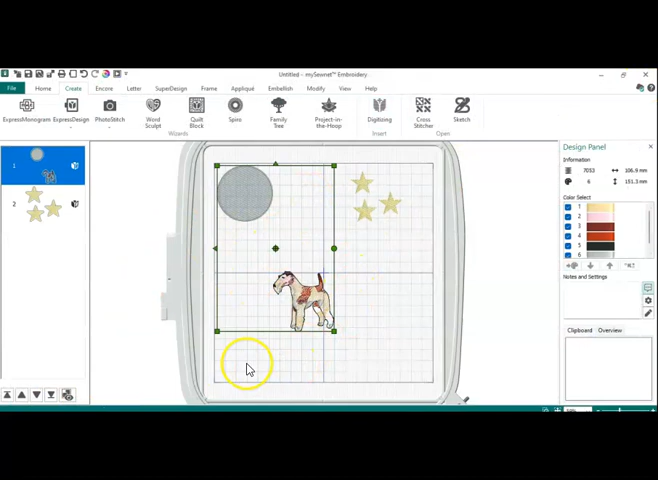 Untitled - mySewnet™ Embroidery
File Home Create Encore Letter SuperDesign Frame Appliqué Embellish Modify View Help
ExpressMonogram ExpressDesign PhotoStitch Word Sculpt Quilt Block Spiro Family Tree Project-in-the-Hoop Digitizing Cross Stitcher Sketch
Wizards Insert Open
Design Panel
Information
7053 106.9 mm
6 151.3 mm
Color Select
1
2
3
4
5
6
Notes and Settings
Clipboard Overview
1
2